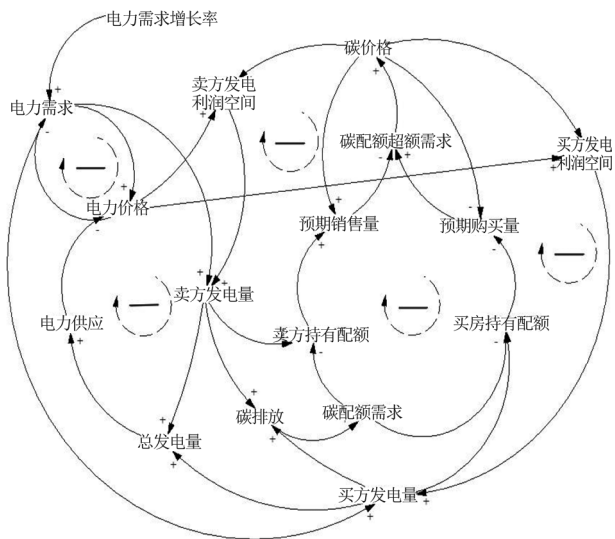 电力需求增长率
碳价格
卖方发电
利润空间
电力需求
碳配额超额需求
买方发电
利润空间
电力价格
预期销售量
预期购买量
卖方发电量
电力供应
卖方持有配额
买房持有配额
碳排放
碳配额需求
总发电量
买方发电量